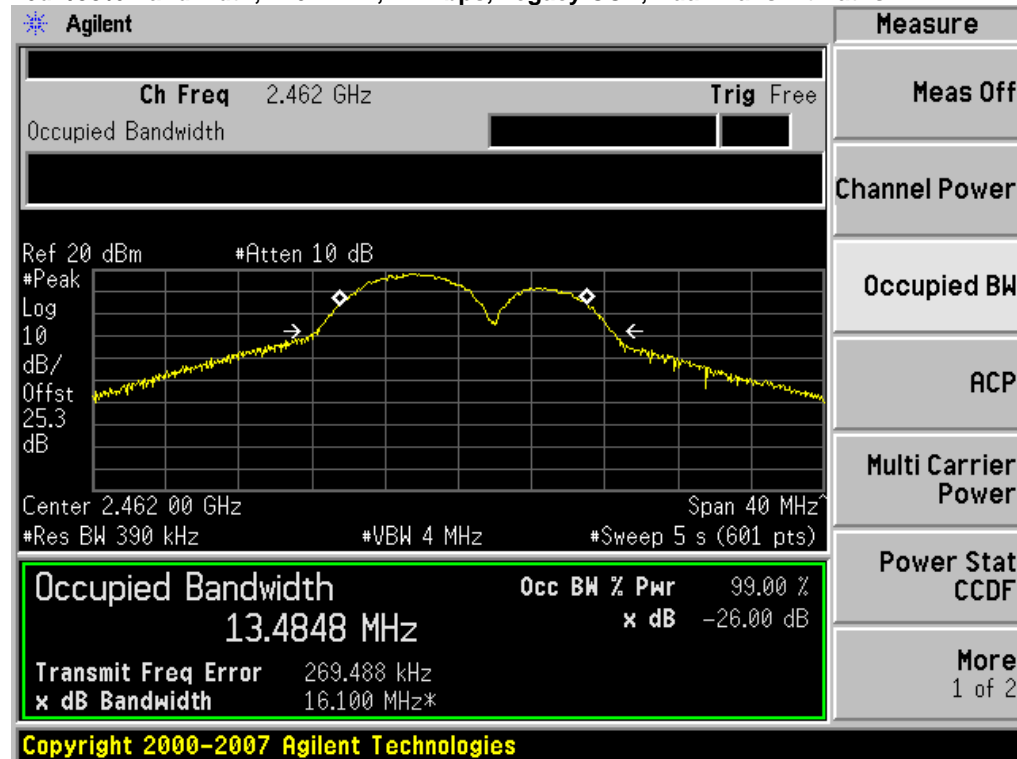 Agilent
Measure
Ch Freq 2.462 GHz Trig Free
Occupied Bandwidth
Meas Off
Channel Power
Occupied BW
ACP
Multi Carrier
Power
Power Stat
CCDF
More
1 of 2
Ref 20 dBm #Atten 10 dB
#Peak
Log
10
dB/
Offst
25.3
dB
Center 2.462 00 GHz Span 40 MHz^
#Res BW 390 kHz #VBW 4 MHz #Sweep 5 s (601 pts)
Occupied Bandwidth
13.4848 MHz
Occ BW % Pwr 99.00 %
x dB -26.00 dB
Transmit Freq Error 269.488 kHz
x dB Bandwidth 16.100 MHz*
Copyright 2000-2007 Agilent Technologies